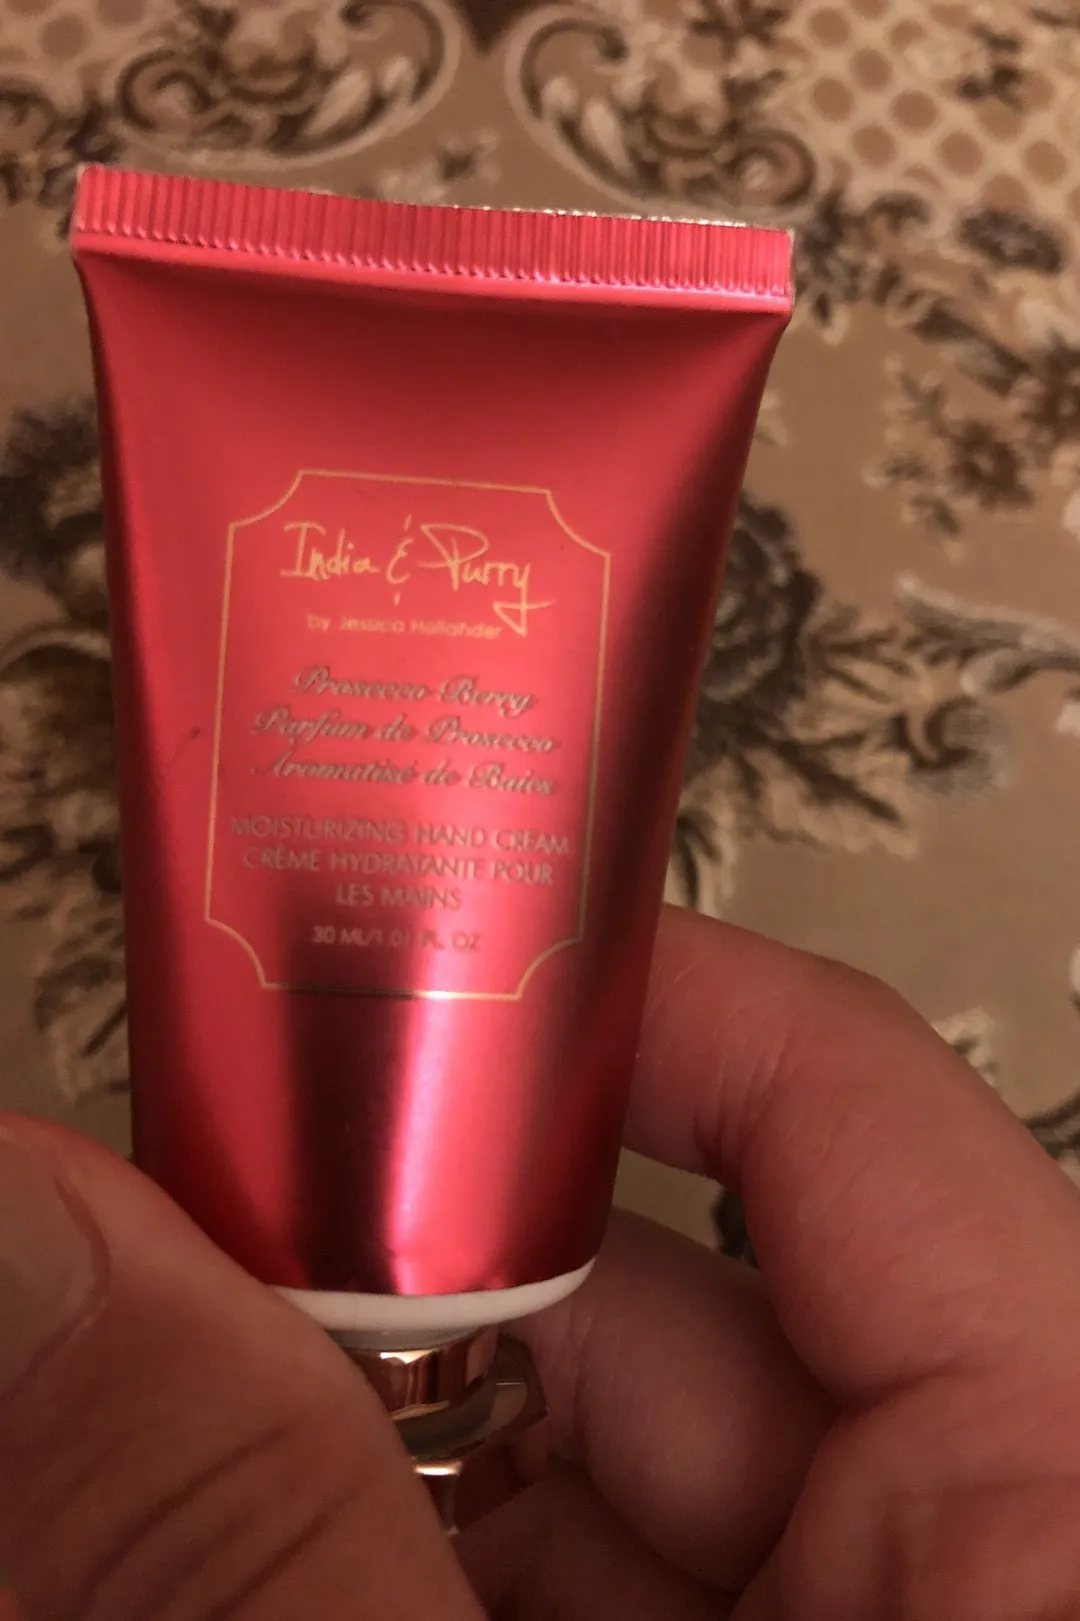 India & Purry
by Jessica Hollander
Prosecco Berry
Parfum de Prosecco
Aromatisé de Baies
MOISTURIZING HAND CREAM
CRÈME HYDRATANTE POUR
LES MAINS
30 ML/1.01 FL OZ